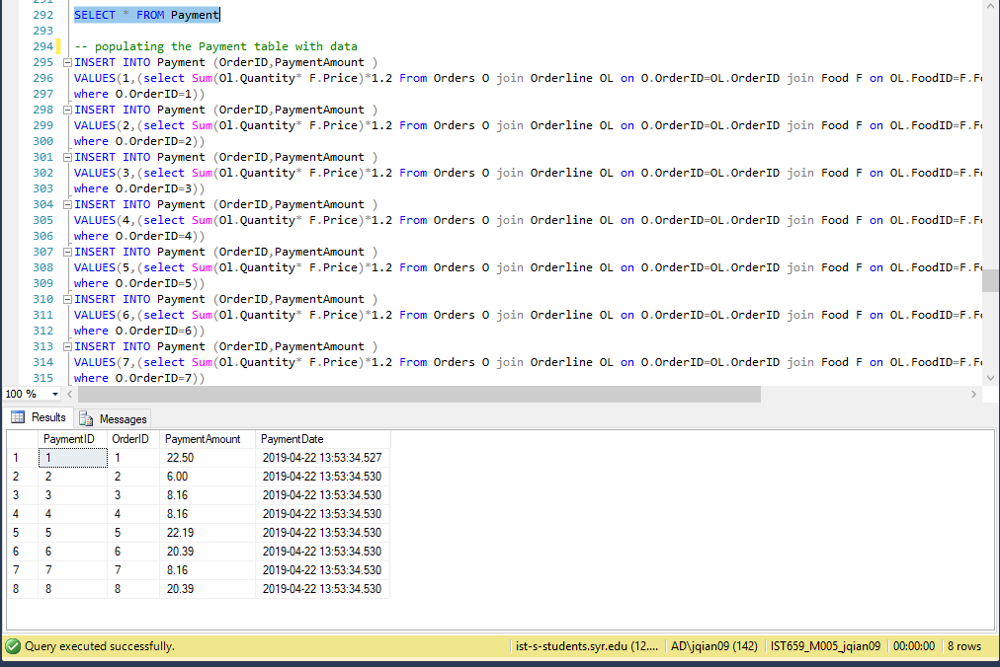 291
292 SELECT * FROM Payment
293
294 -- populating the Payment table with data
295 INSERT INTO Payment (OrderID,PaymentAmount )
296 VALUES(1,(select Sum(Ol.Quantity* F.Price)*1.2 From Orders O join Orderline OL on O.OrderID=OL.OrderID join Food F on OL.FoodID=F.Fo
297 where O.OrderID=1))
298 INSERT INTO Payment (OrderID,PaymentAmount )
299 VALUES(2,(select Sum(Ol.Quantity* F.Price)*1.2 From Orders O join Orderline OL on O.OrderID=OL.OrderID join Food F on OL.FoodID=F.Fo
300 where O.OrderID=2))
301 INSERT INTO Payment (OrderID,PaymentAmount )
302 VALUES(3,(select Sum(Ol.Quantity* F.Price)*1.2 From Orders O join Orderline OL on O.OrderID=OL.OrderID join Food F on OL.FoodID=F.Fo
303 where O.OrderID=3))
304 INSERT INTO Payment (OrderID,PaymentAmount )
305 VALUES(4,(select Sum(Ol.Quantity* F.Price)*1.2 From Orders O join Orderline OL on O.OrderID=OL.OrderID join Food F on OL.FoodID=F.Fo
306 where O.OrderID=4))
307 INSERT INTO Payment (OrderID,PaymentAmount )
308 VALUES(5,(select Sum(Ol.Quantity* F.Price)*1.2 From Orders O join Orderline OL on O.OrderID=OL.OrderID join Food F on OL.FoodID=F.Fo
309 where O.OrderID=5))
310 INSERT INTO Payment (OrderID,PaymentAmount )
311 VALUES(6,(select Sum(Ol.Quantity* F.Price)*1.2 From Orders O join Orderline OL on O.OrderID=OL.OrderID join Food F on OL.FoodID=F.Fo
312 where O.OrderID=6))
313 INSERT INTO Payment (OrderID,PaymentAmount )
314 VALUES(7,(select Sum(Ol.Quantity* F.Price)*1.2 From Orders O join Orderline OL on O.OrderID=OL.OrderID join Food F on OL.FoodID=F.Fo
315 where O.OrderID=7))
100 %
Results Messages
PaymentID OrderID PaymentAmount PaymentDate
1 1 1 22.50 2019-04-22 13:53:34.527
2 2 2 6.00 2019-04-22 13:53:34.530
3 3 3 8.16 2019-04-22 13:53:34.530
4 4 4 8.16 2019-04-22 13:53:34.530
5 5 5 22.19 2019-04-22 13:53:34.530
6 6 6 20.39 2019-04-22 13:53:34.530
7 7 7 8.16 2019-04-22 13:53:34.530
8 8 8 20.39 2019-04-22 13:53:34.530
Query executed successfully. ist-s-students.syr.edu (12.... AD\jqian09 (142) IST659_M005_jqian09 00:00:00 8 rows